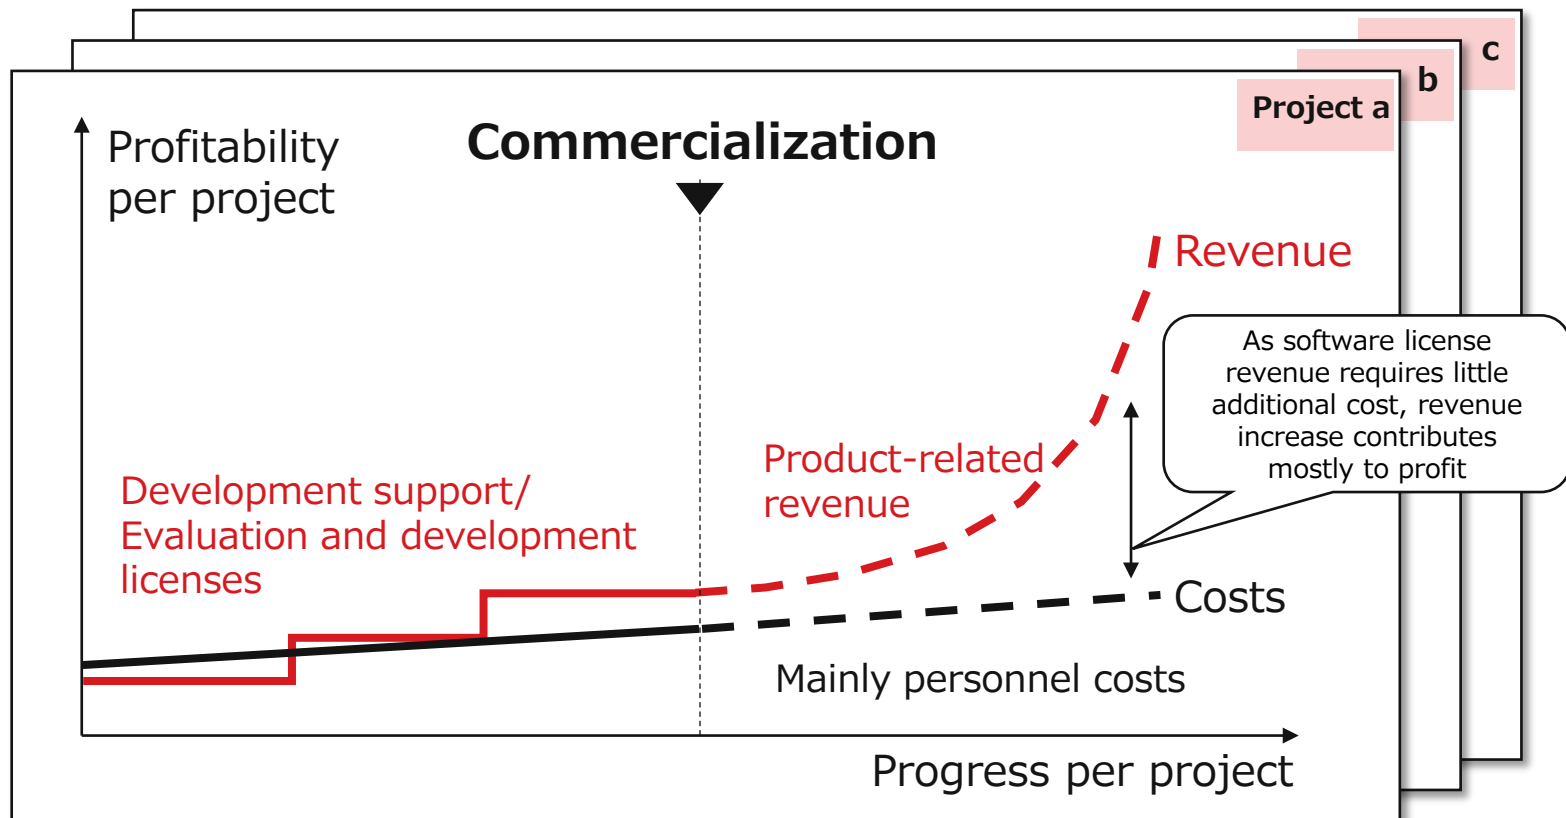 c
b
Project a
Profitability
per project
Commercialization
Revenue
As software license
revenue requires little
additional cost, revenue
increase contributes
mostly to profit
Product-related
revenue
Development support/
Evaluation and development
licenses
Costs
Mainly personnel costs
Progress per project